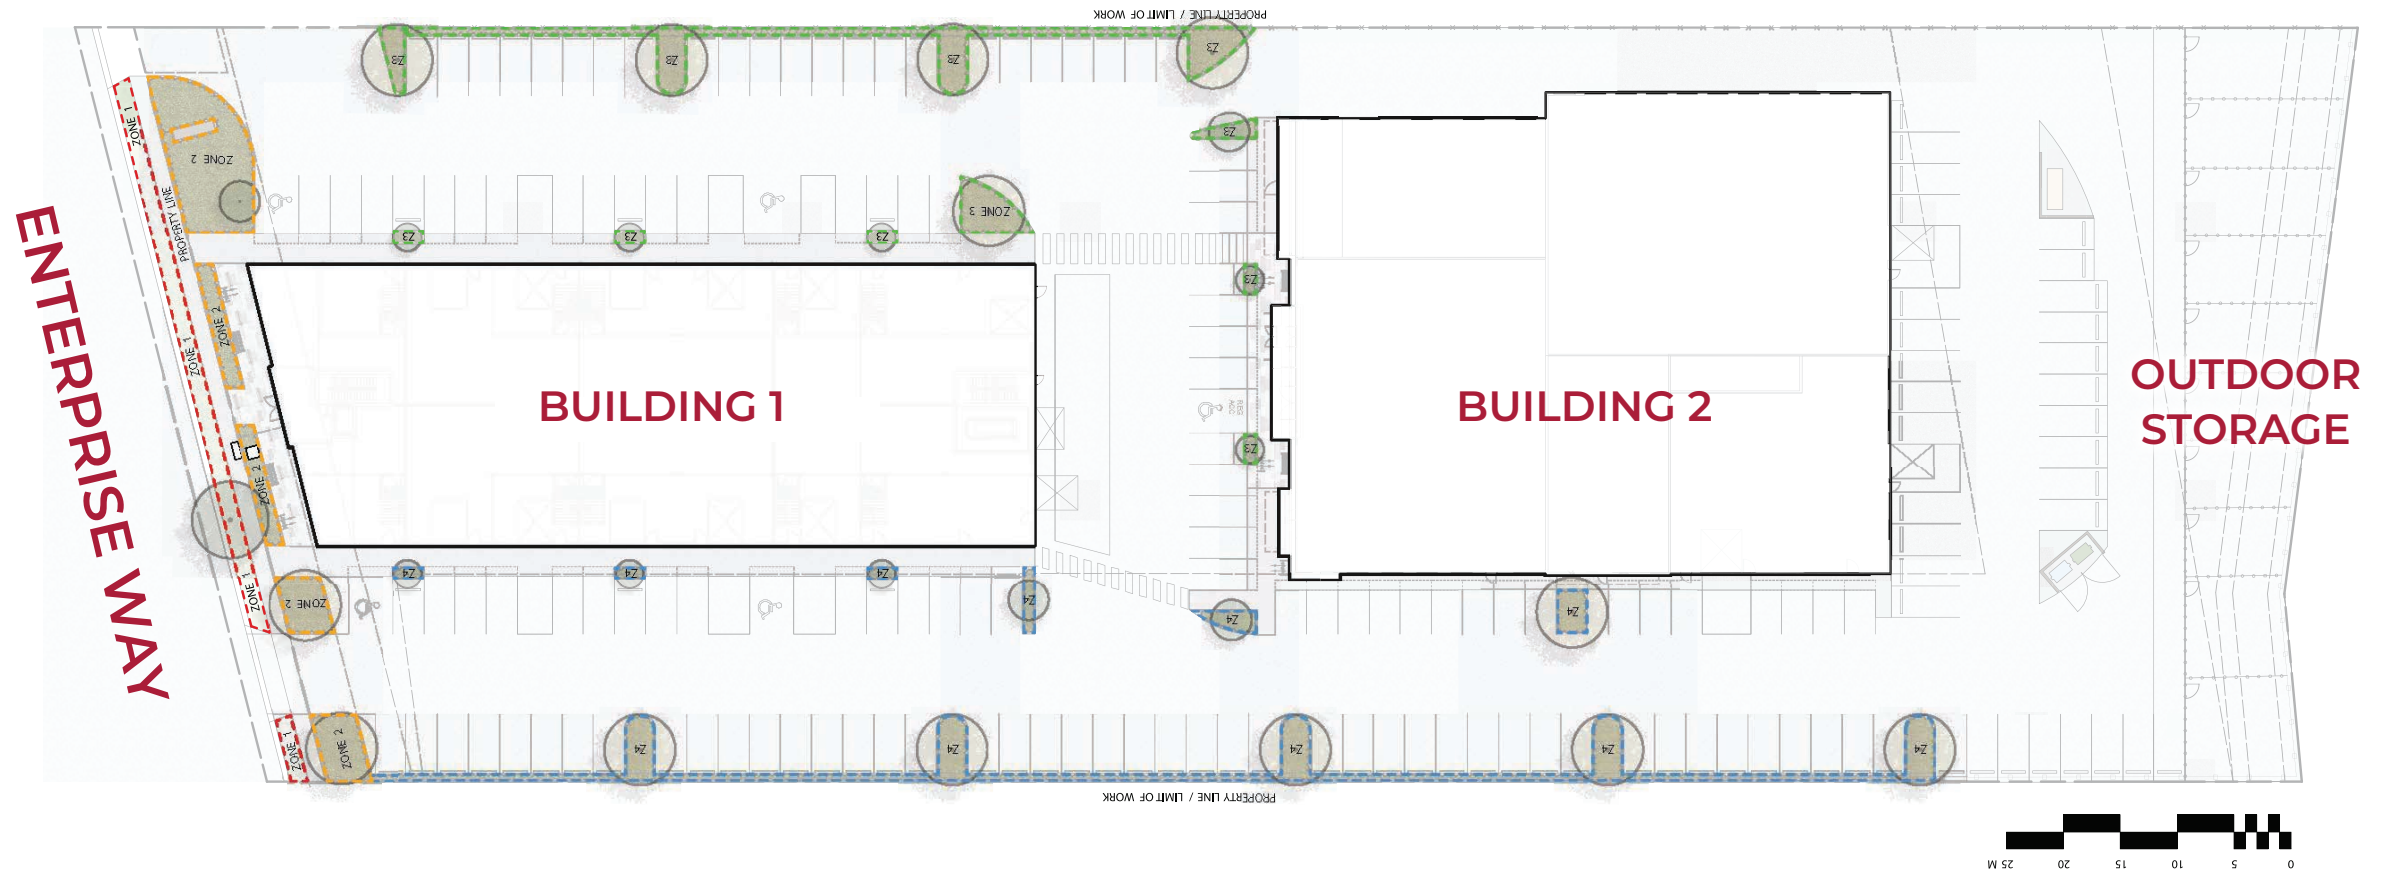 PROPERTY LINE / LIMIT OF WORK
Z3
Z3
Z3
Z3
ZONE 1
ZONE 2
Z3
PROPERTY LINE
ZONE 3
Z3
Z3
Z3
Z3
ENTERPRISE WAY
ZONE 1
ZONE 2
BUILDING 1
BUILDING 2
OUTDOOR
STORAGE
Z3
ZONE 2
ZONE 1
ZONE 2
Z4
Z4
Z4
Z4
Z4
Z4
ZONE 1
ZONE 2
Z4
Z4
Z4
Z4
Z4
PROPERTY LINE / LIMIT OF WORK
M 25 20 15 10 5 0